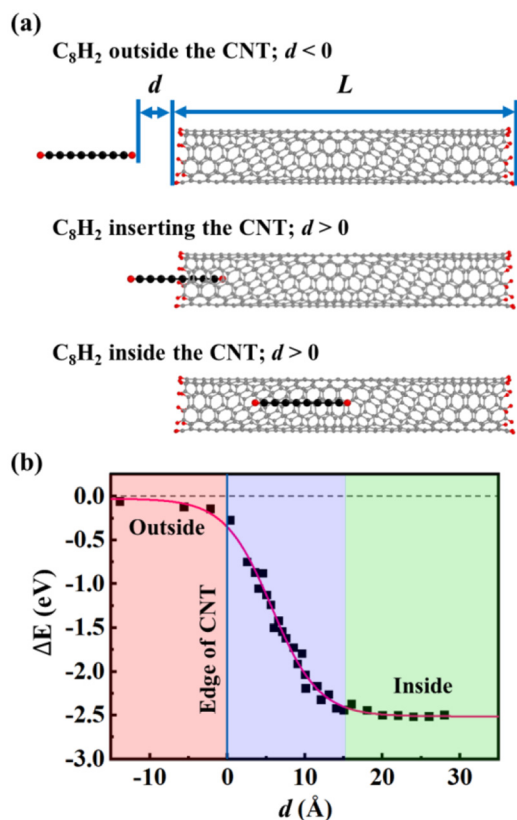 (a)
C₈H₂ outside the CNT; d < 0
d
L
C₈H₂ inserting the CNT; d > 0
C₈H₂ inside the CNT; d > 0
(b)
0.0
-0.5
-1.0
-1.5
-2.0
-2.5
-3.0
ΔE (eV)
Outside
Edge of CNT
Inside
-10 0 10 20 30
d (Å)